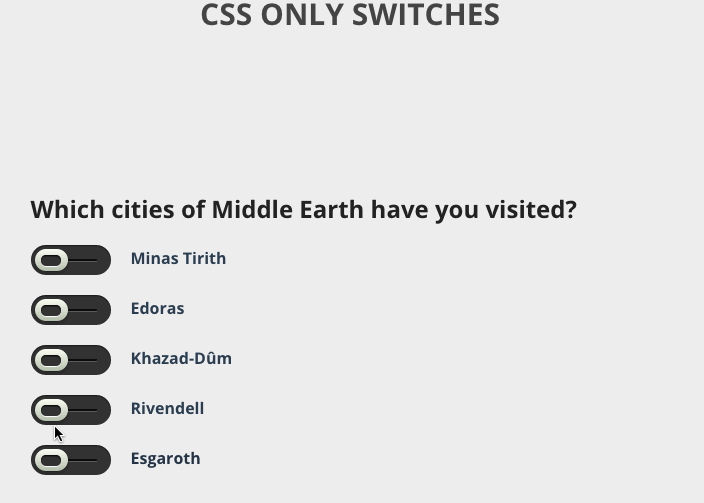 CSS ONLY SWITCHES
Which cities of Middle Earth have you visited?
Minas Tirith
Edoras
Khazad-Dûm
Rivendell
Esgaroth